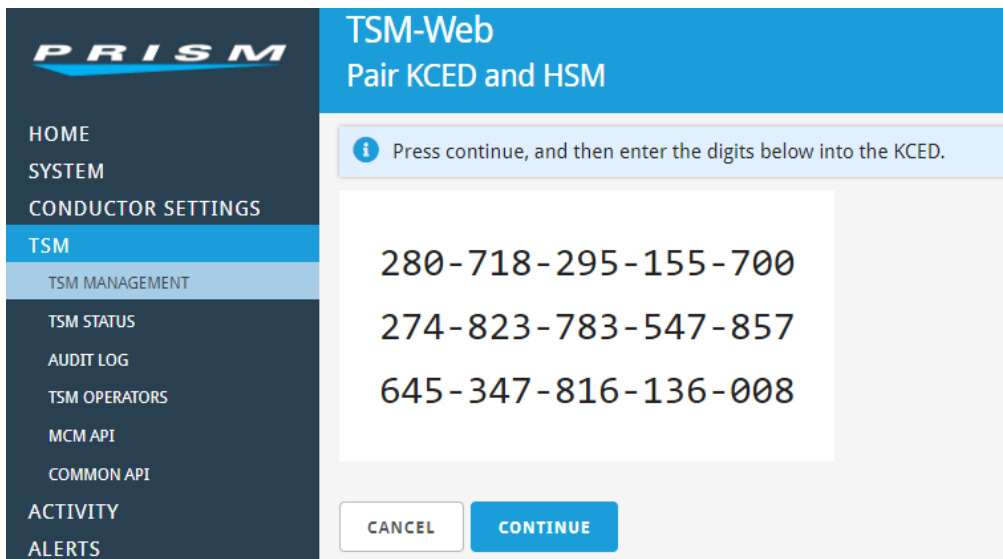 PRISM
HOME
SYSTEM
CONDUCTOR SETTINGS
TSM
TSM MANAGEMENT
TSM STATUS
AUDIT LOG
TSM OPERATORS
MCM API
COMMON API
ACTIVITY
ALERTS
TSM-Web
Pair KCED and HSM
Press continue, and then enter the digits below into the KCED.
280-718-295-155-700
274-823-783-547-857
645-347-816-136-008
CANCEL CONTINUE